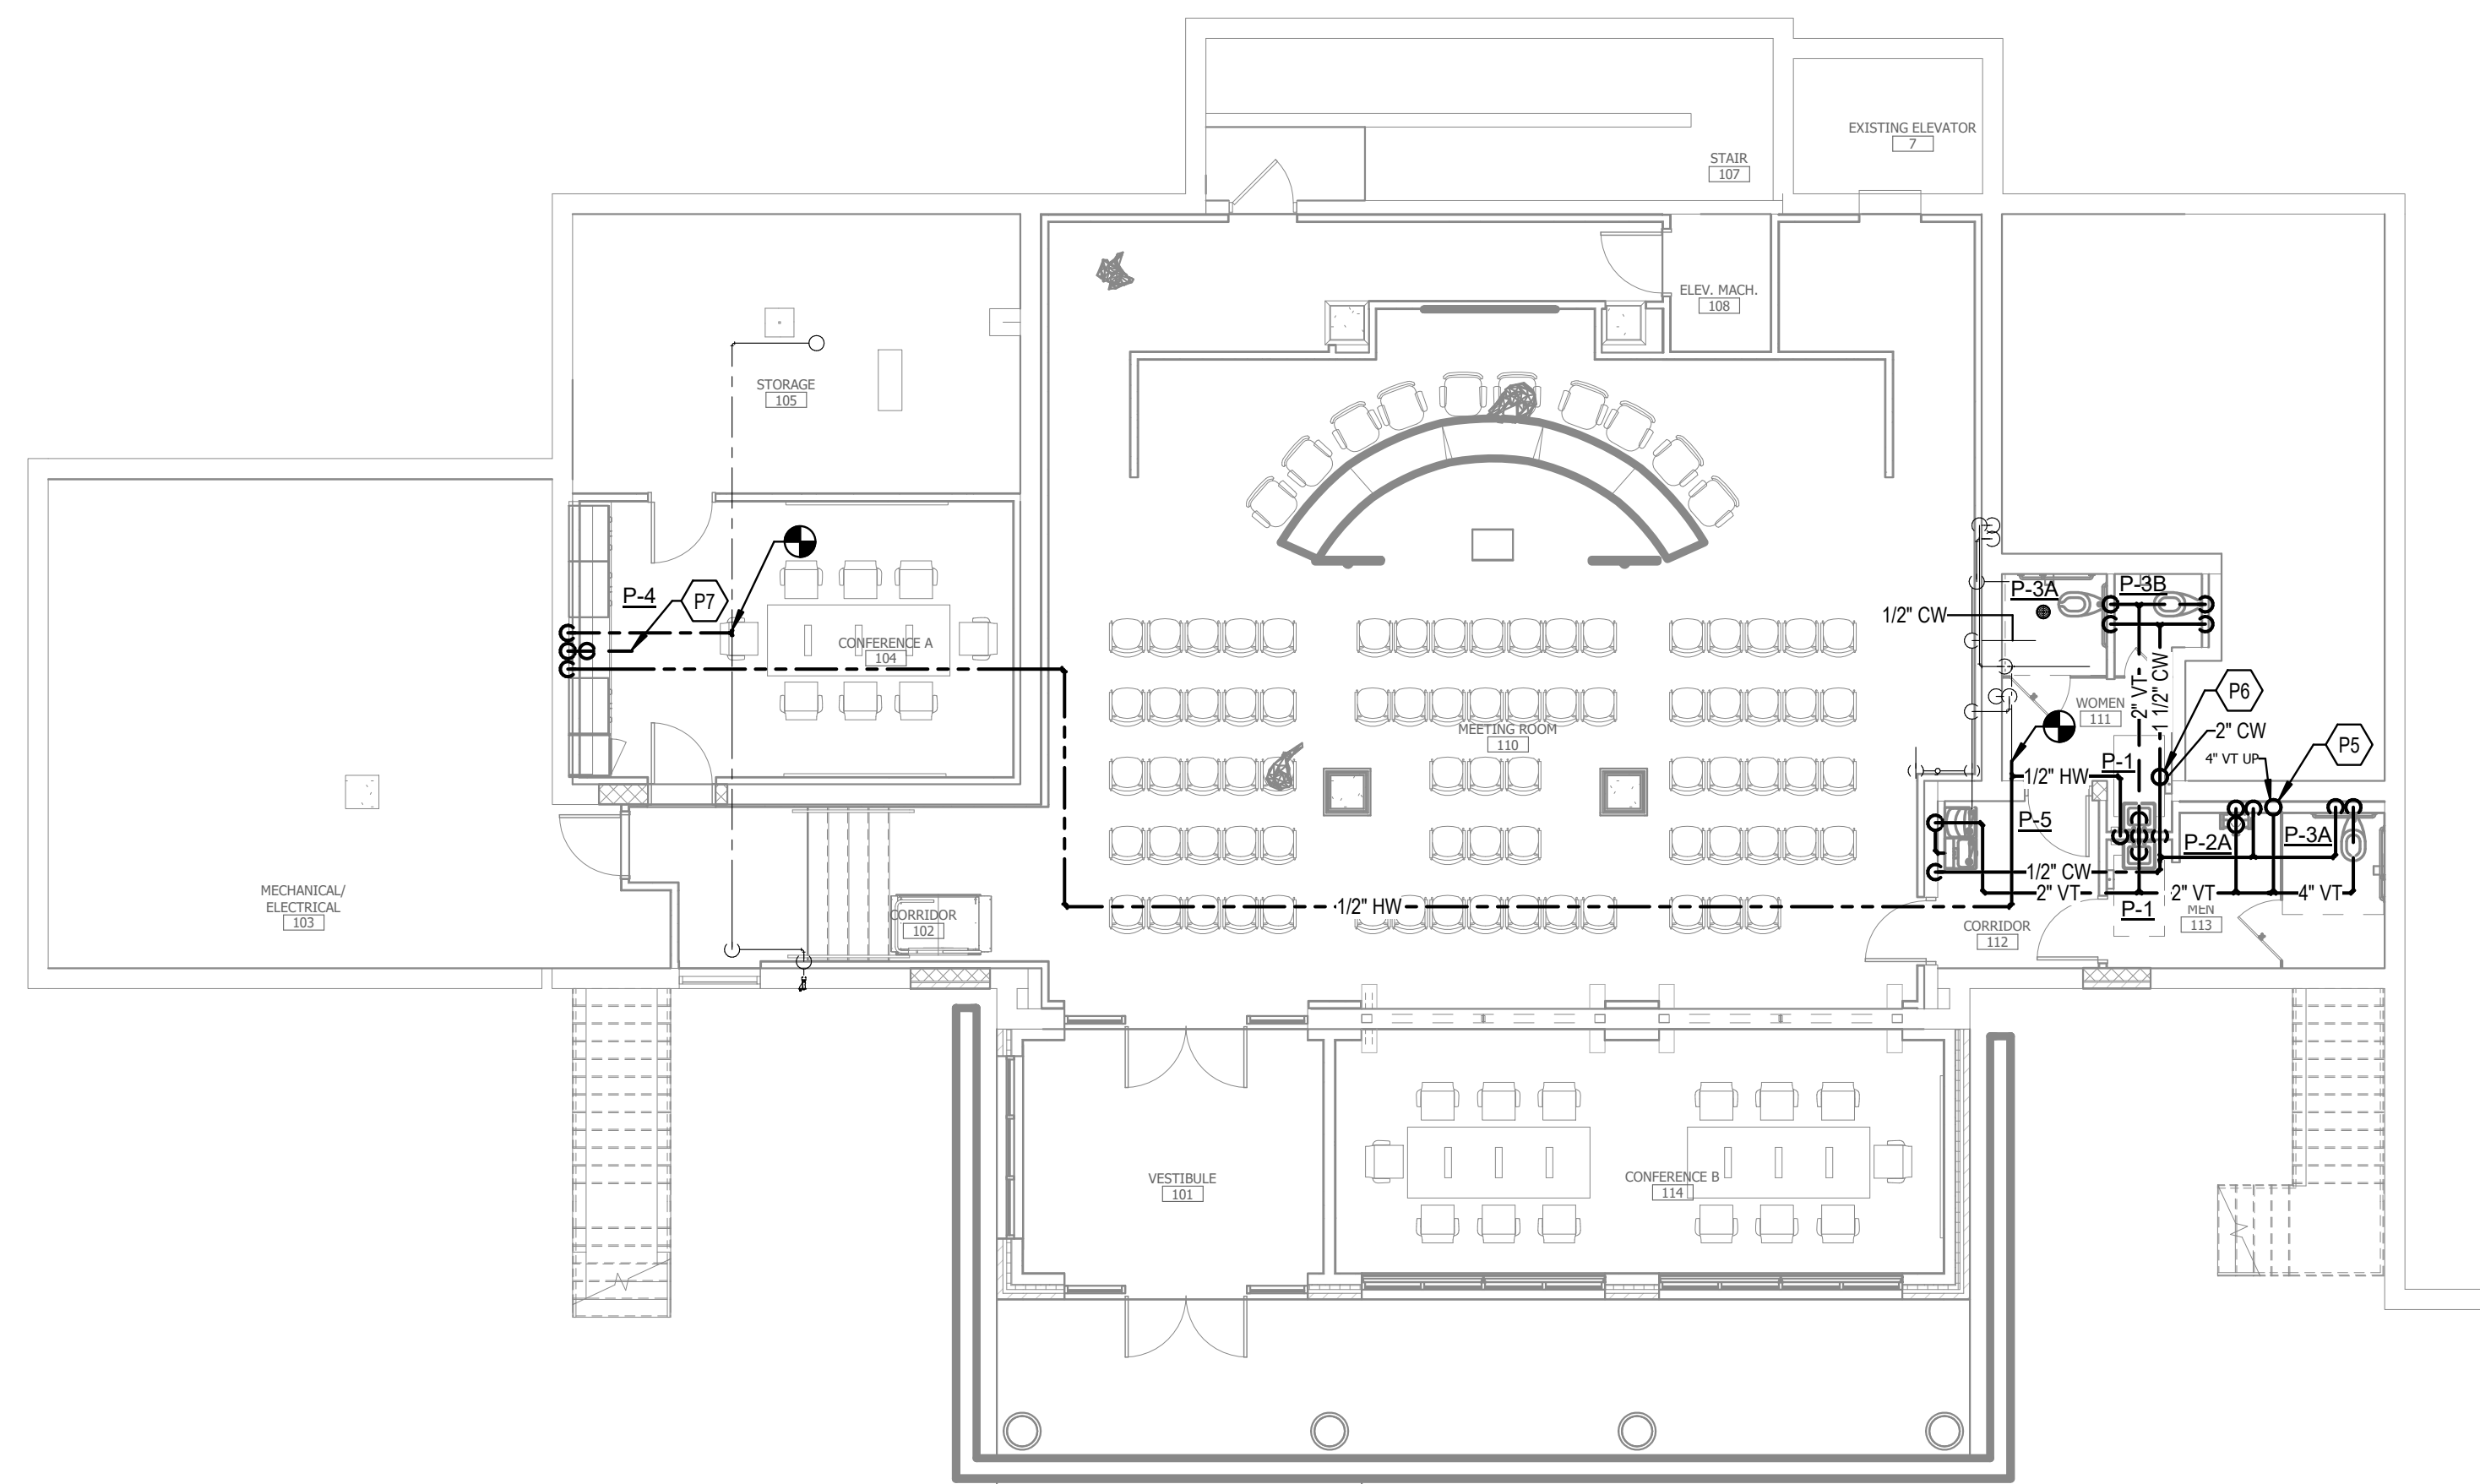 EXISTING ELEVATOR
7
STAIR
107
ELEV. MACH.
108
STORAGE
105
P-4
P7
CONFERENCE A
104
P-3A
P-3B
1/2" CW
WOMEN
111
2" VT
1 1/2" CW
P6
2" CW
P5
4" VT UP
MEETING ROOM
110
1/2" HW
P-1
P-5
P-2A
P-3A
1/2" CW
2" VT
2" VT
4" VT
P-1
MEN
113
MECHANICAL/
ELECTRICAL
103
CORRIDOR
102
1/2" HW
CORRIDOR
112
VESTIBULE
101
CONFERENCE B
114